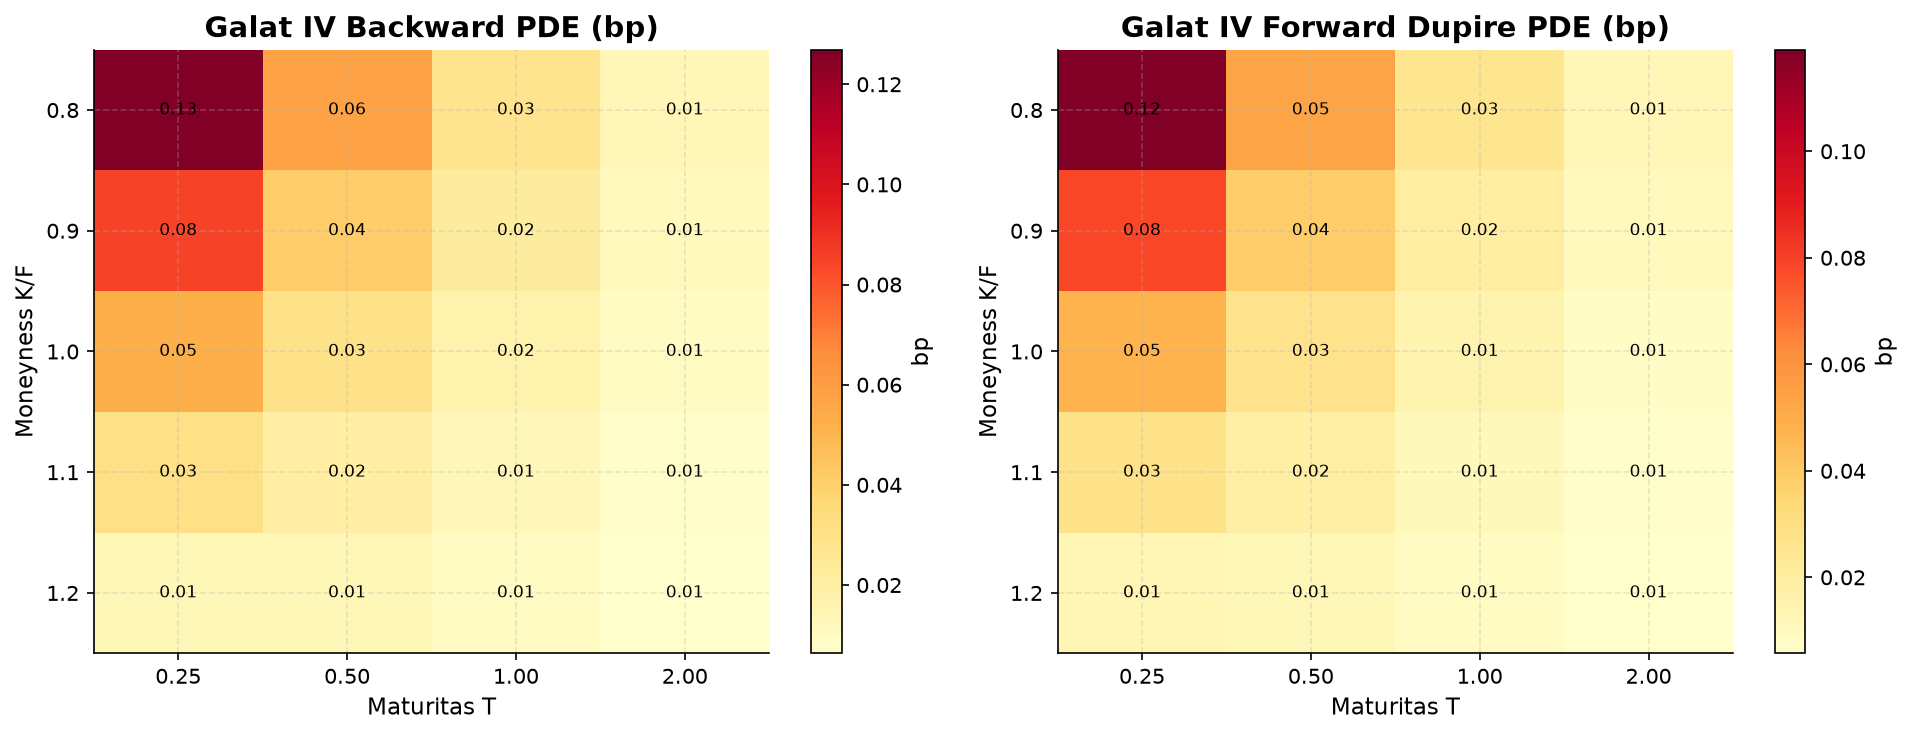 Galat IV Backward PDE (bp)
Moneyness K/F
0.8
0.9
1.0
1.1
1.2
0.13 0.06 0.03 0.01
0.08 0.04 0.02 0.01
0.05 0.03 0.02 0.01
0.03 0.02 0.01 0.01
0.01 0.01 0.01 0.01
0.25 0.50 1.00 2.00
Maturitas T
0.12
0.10
0.08
0.06
0.04
0.02
bp
Galat IV Forward Dupire PDE (bp)
Moneyness K/F
0.8
0.9
1.0
1.1
1.2
0.12 0.05 0.03 0.01
0.08 0.04 0.02 0.01
0.05 0.03 0.01 0.01
0.03 0.02 0.01 0.01
0.01 0.01 0.01 0.01
0.25 0.50 1.00 2.00
Maturitas T
0.10
0.08
0.06
0.04
0.02
bp